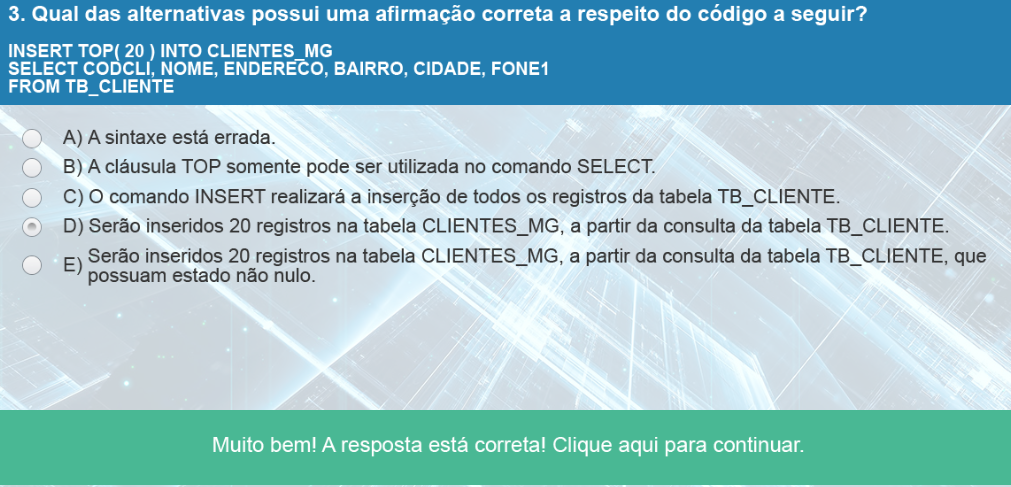 3. Qual das alternativas possui uma afirmação correta a respeito do código a seguir?
INSERT TOP( 20 ) INTO CLIENTES_MG
SELECT CODCLI, NOME, ENDERECO, BAIRRO, CIDADE, FONE1
FROM TB_CLIENTE
A) A sintaxe está errada.
B) A cláusula TOP somente pode ser utilizada no comando SELECT.
C) O comando INSERT realizará a inserção de todos os registros da tabela TB_CLIENTE.
D) Serão inseridos 20 registros na tabela CLIENTES_MG, a partir da consulta da tabela TB_CLIENTE.
E) Serão inseridos 20 registros na tabela CLIENTES_MG, a partir da consulta da tabela TB_CLIENTE, que
possuam estado não nulo.
Muito bem! A resposta está correta! Clique aqui para continuar.